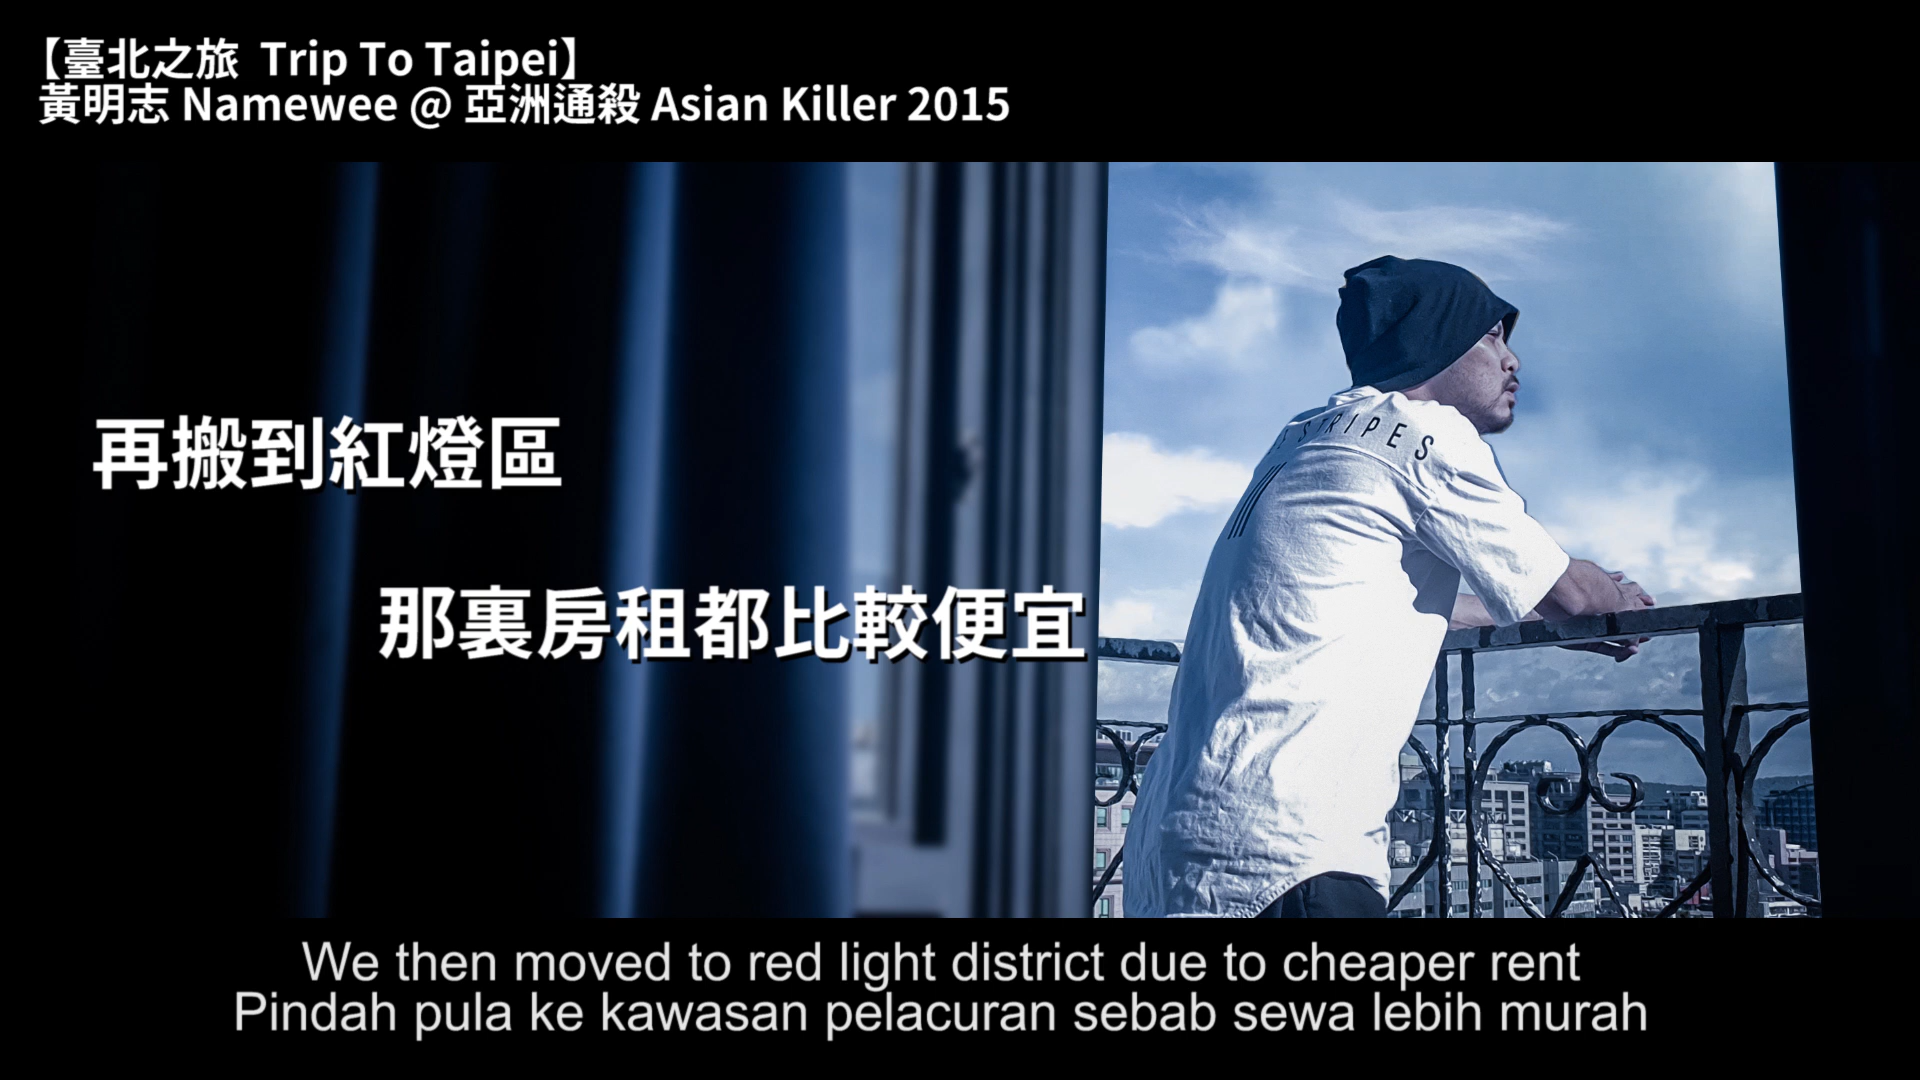 【臺北之旅 Trip To Taipei】
黃明志 Namewee @ 亞洲通殺 Asian Killer 2015
STRIPES
再搬到紅燈區
那裏房租都比較便宜
We then moved to red light district due to cheaper rent
Pindah pula ke kawasan pelacuran sebab sewa lebih murah